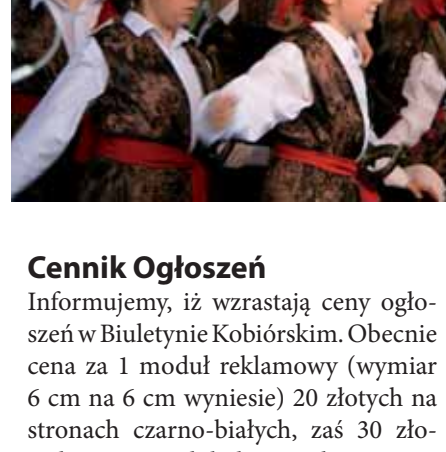 Cennik Ogłoszeń
Informujemy, iż wzrastają ceny ogło-
szeń w Biuletynie Kobiórskim. Obecnie
cena za 1 moduł reklamowy (wymiar
6 cm na 6 cm wyniesie) 20 złotych na
stronach czarno-białych, zaś 30 zło-